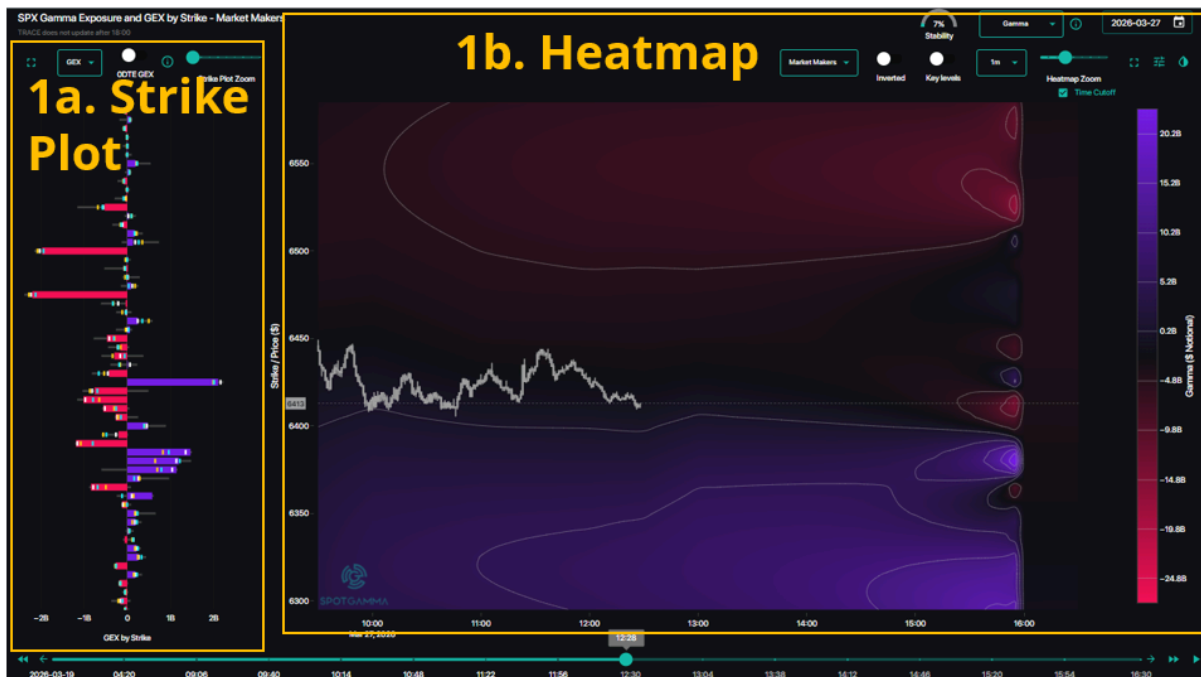 SPX Gamma Exposure and GEX by Strike - Market Makers
TRACE does not update after 18:00
7%
Stability
Gamma
2026-03-27
1a. Strike
Plot
1b. Heatmap
GEX
0DTE GEX
Strike Plot Zoom
Market Makers
Inverted
Key levels
1m
Heatmap Zoom
Time Cutoff
6550
6500
6450
6413
6400
6350
6300
Strike / Price ($)
20.2B
15.2B
10.2B
5.2B
0.2B
-4.8B
-9.8B
-14.8B
-19.8B
-24.8B
Gamma ($ Notional)
SPOTGAMMA
-2B
-1B
0
1B
2B
GEX by Strike
10:00
11:00
12:00
13:00
14:00
15:00
16:00
12:28
2026-03-19
04:20
09:06
09:40
10:14
10:48
11:22
11:56
12:30
13:04
13:38
14:12
14:46
15:20
15:54
16:30